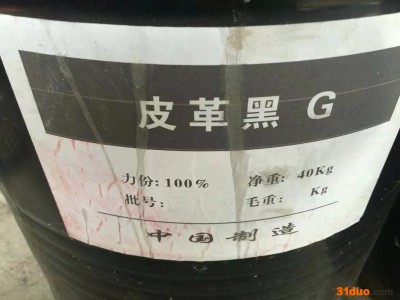 皮革黑 G
力份: 100% 净重: 40Kg
批号: 毛重: Kg
中国制造
31duo.com